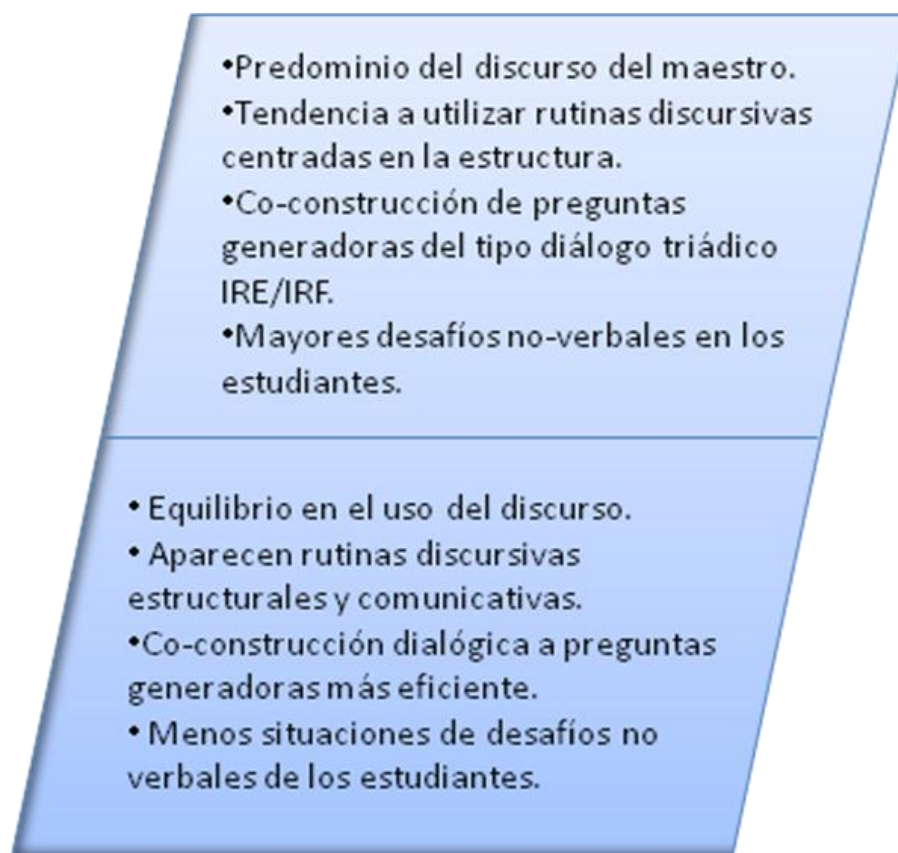 •Predominio del discurso del maestro.
•Tendencia a utilizar rutinas discursivas
centradas en la estructura.
•Co-construcción de preguntas
generadoras del tipo diálogo triádico
IRE/IRF.
•Mayores desafíos no-verbales en los
estudiantes.
• Equilibrio en el uso del discurso.
• Aparecen rutinas discursivas
estructurales y comunicativas.
•Co-construcción dialógica a preguntas
generadoras más eficiente.
• Menos situaciones de desafíos no
verbales de los estudiantes.